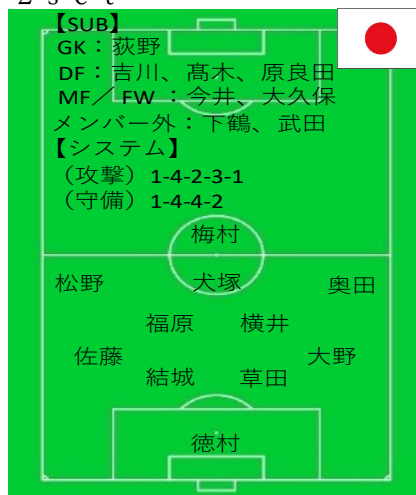 2 s e t
【SUB】
GK：荻野
DF：吉川、髙木、原良田
MF／FW：今井、大久保
メンバー外：下鶴、武田
【システム】
（攻撃）1-4-2-3-1
（守備）1-4-4-2
梅村
松野 犬塚 奥田
福原 横井
佐藤 大野
結城 草田
徳村